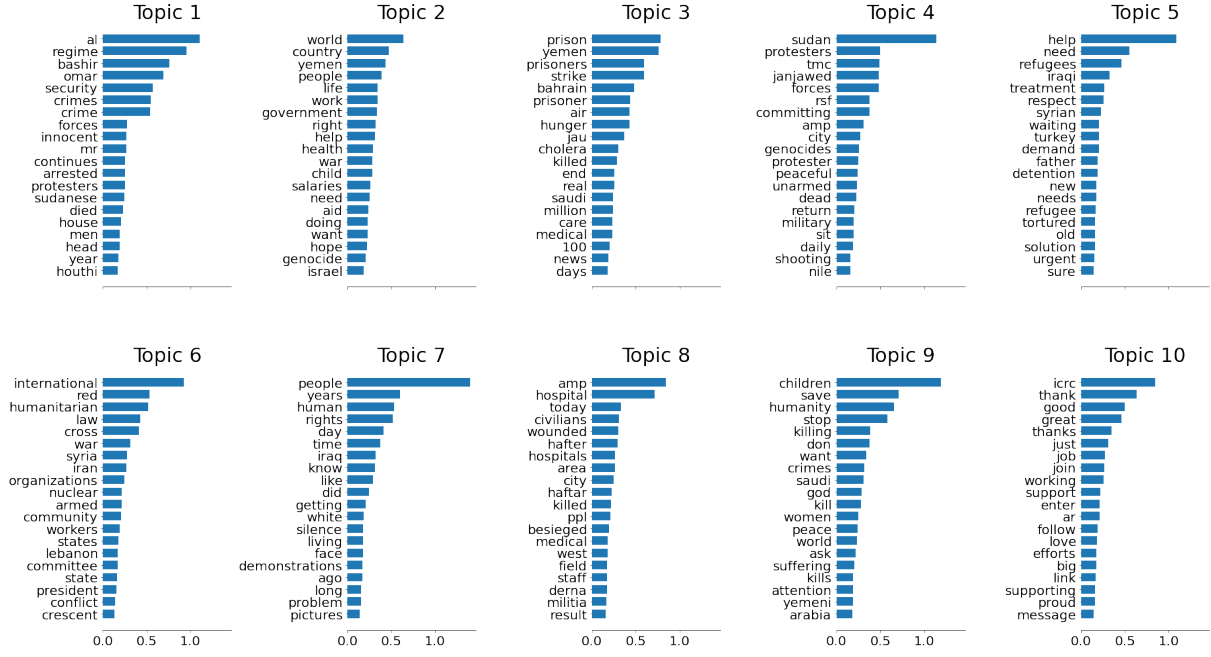 Topic 1
al
regime
bashir
omar
security
crimes
crime
forces
innocent
mr
continues
arrested
protesters
sudanese
died
house
men
head
year
houthi
Topic 2
world
country
yemen
people
life
work
government
right
help
health
war
child
salaries
need
aid
doing
want
hope
genocide
israel
Topic 3
prison
yemen
prisoners
strike
bahrain
prisoner
air
hunger
jau
cholera
killed
end
real
saudi
million
care
medical
100
news
days
Topic 4
sudan
protesters
tmc
janjawed
forces
rsf
committing
amp
city
genocides
protester
peaceful
unarmed
dead
return
military
sit
daily
shooting
nile
Topic 5
help
need
refugees
iraqi
treatment
respect
syrian
waiting
turkey
demand
father
detention
new
needs
refugee
tortured
old
solution
urgent
sure
Topic 6
international
red
humanitarian
law
cross
war
syria
iran
organizations
nuclear
armed
community
workers
states
lebanon
committee
state
president
conflict
crescent
0.0 0.5 1.0
Topic 7
people
years
human
rights
day
time
iraq
know
like
did
getting
white
silence
living
face
demonstrations
ago
long
problem
pictures
0.0 0.5 1.0
Topic 8
amp
hospital
today
civilians
wounded
hafter
hospitals
area
city
haftar
killed
ppl
besieged
medical
west
field
staff
derna
militia
result
0.0 0.5 1.0
Topic 9
children
save
humanity
stop
killing
don
want
crimes
saudi
god
kill
women
peace
world
ask
suffering
kills
attention
yemeni
arabia
0.0 0.5 1.0
Topic 10
icrc
thank
good
great
thanks
just
job
join
working
support
enter
ar
follow
love
efforts
big
link
supporting
proud
message
0.0 0.5 1.0